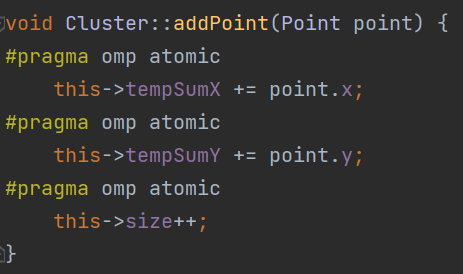 void Cluster::addPoint(Point point) {
#pragma omp atomic
    this->tempSumX += point.x;
#pragma omp atomic
    this->tempSumY += point.y;
#pragma omp atomic
    this->size++;
}